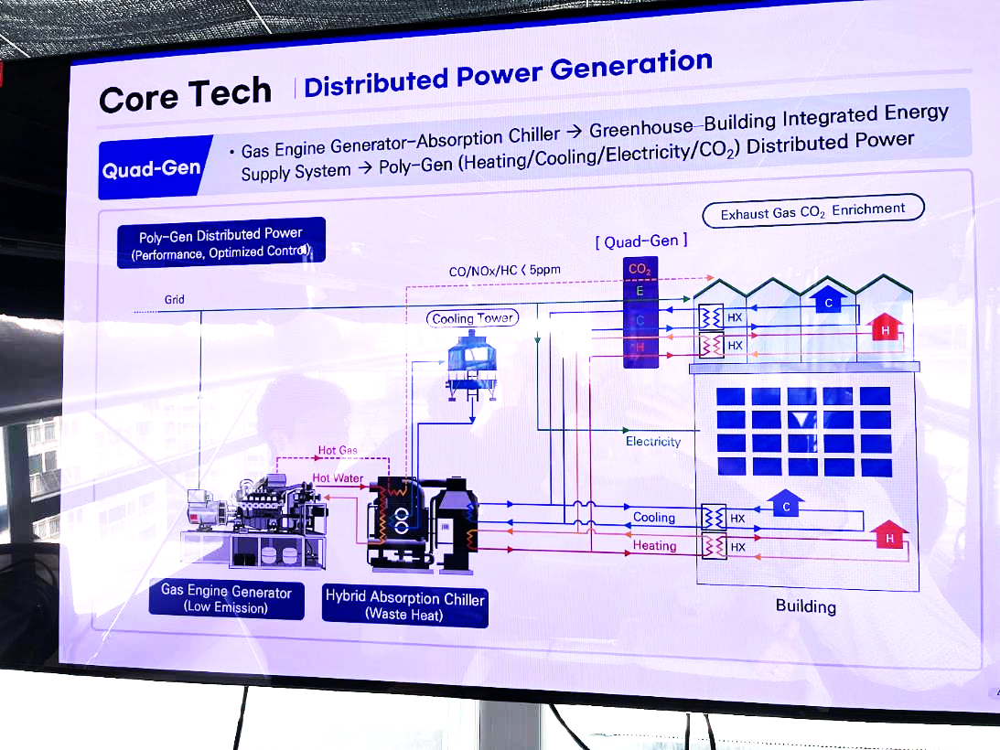 Core Tech | Distributed Power Generation
Quad-Gen
• Gas Engine Generator-Absorption Chiller → Greenhouse-Building Integrated Energy
Supply System → Poly-Gen (Heating/Cooling/Electricity/CO₂) Distributed Power
Poly-Gen Distributed Power
(Performance, Optimized Control)
Exhaust Gas CO₂ Enrichment
[ Quad-Gen ]
CO/NOx/HC < 5ppm
CO₂
E
C
H
Grid
Cooling Tower
HX
HX
C
H
Electricity
Hot Gas
Hot Water
Cooling
Heating
HX
HX
C
H
Gas Engine Generator
(Low Emission)
Hybrid Absorption Chiller
(Waste Heat)
Building